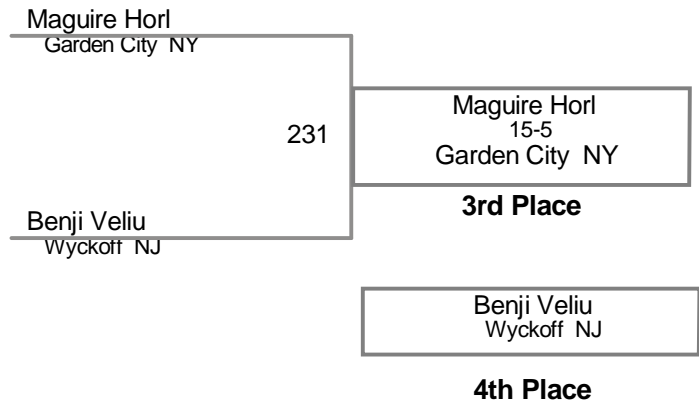 Maguire Horl
Garden City NY
231
Maguire Horl
15-5
Garden City NY
3rd Place
Benji Veliu
Wyckoff NJ
Benji Veliu
Wyckoff NJ
4th Place